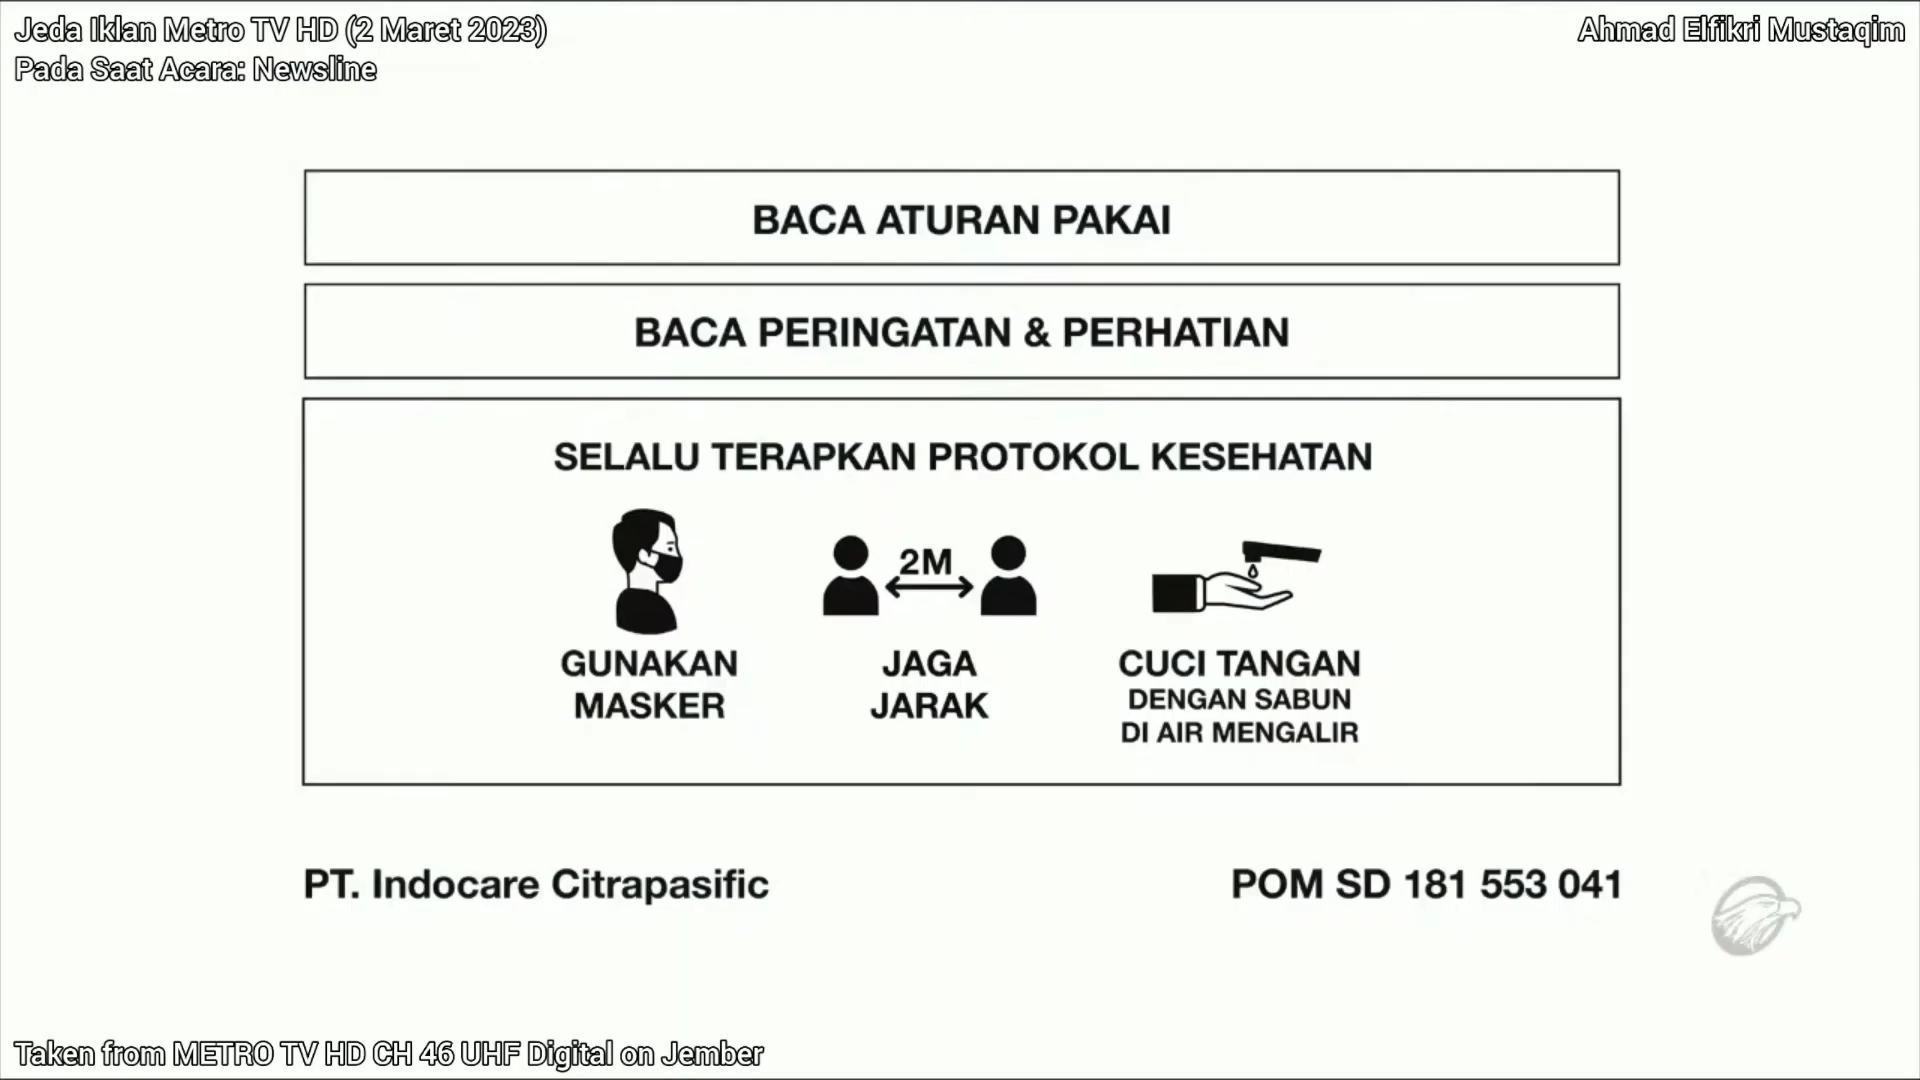 Jeda Iklan Metro TV HD (2 Maret 2023)
Pada Saat Acara: Newsline
Ahmad Elfikri Mustaqim
BACA ATURAN PAKAI
BACA PERINGATAN & PERHATIAN
SELALU TERAPKAN PROTOKOL KESEHATAN
2M
GUNAKAN
MASKER
JAGA
JARAK
CUCI TANGAN
DENGAN SABUN
DI AIR MENGALIR
PT. Indocare Citrapasific
POM SD 181 553 041
Taken from METRO TV HD CH 46 UHF Digital on Jember